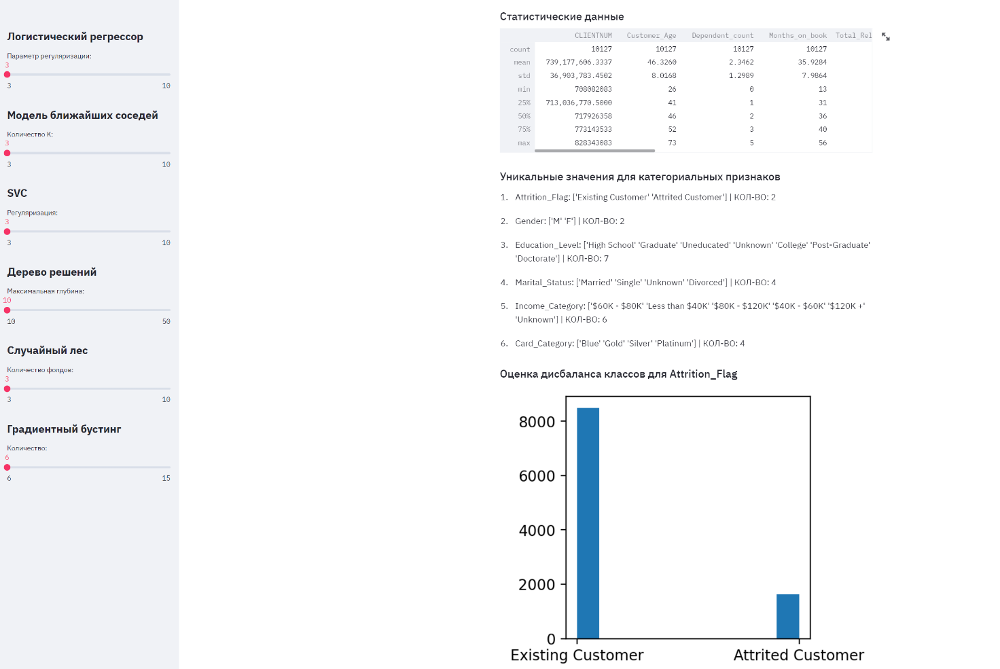 Логистический регрессор
Параметр регуляризации:
3
3 10
Модель ближайших соседей
Количество K:
3
3 10
SVC
Регуляризация:
3
3 10
Дерево решений
Максимальная глубина:
10
10 50
Случайный лес
Количество фолдов:
3
3 10
Градиентный бустинг
Количество:
6
6 15
Статистические данные
CLIENTNUM Customer_Age Dependent_count Months_on_book Total_Rel
count 10127 10127 10127 10127
mean 739,177,606.3337 46.3260 2.3462 35.9284
std 36,903,783.4502 8.0168 1.2989 7.9864
min 708082083 26 0 13
25% 713,036,770.5000 41 1 31
50% 717926358 46 2 36
75% 773143533 52 3 40
max 828343083 73 5 56
Уникальные значения для категориальных признаков
1. Attrition_Flag: ['Existing Customer' 'Attrited Customer'] | КОЛ-ВО: 2
2. Gender: ['M' 'F'] | КОЛ-ВО: 2
3. Education_Level: ['High School' 'Graduate' 'Uneducated' 'Unknown' 'College' 'Post-Graduate'
'Doctorate'] | КОЛ-ВО: 7
4. Marital_Status: ['Married' 'Single' 'Unknown' 'Divorced'] | КОЛ-ВО: 4
5. Income_Category: ['$60K - $80K' 'Less than $40K' '$80K - $120K' '$40K - $60K' '$120K +'
'Unknown'] | КОЛ-ВО: 6
6. Card_Category: ['Blue' 'Gold' 'Silver' 'Platinum'] | КОЛ-ВО: 4
Оценка дисбаланса классов для Attrition_Flag
8000
6000
4000
2000
0
Existing Customer Attrited Customer